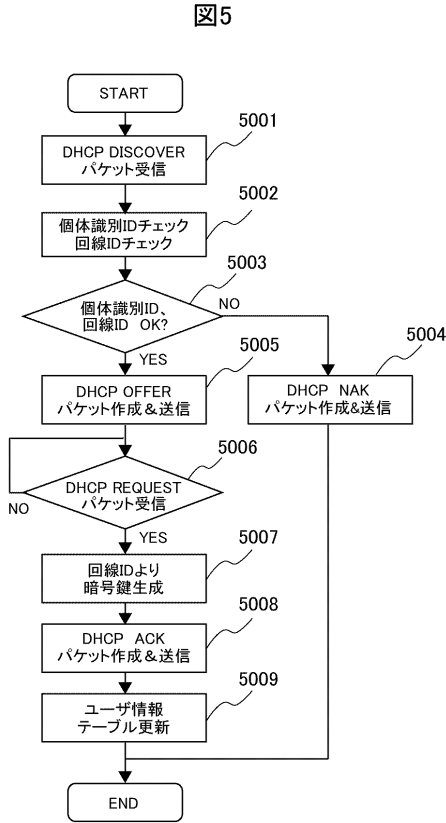 図5
START
5001
DHCP DISCOVER
パケット受信
5002
個体識別IDチェック
回線IDチェック
5003
個体識別ID、
回線ID OK?
NO
YES
5004
DHCP NAK
パケット作成&送信
5005
DHCP OFFER
パケット作成&送信
5006
DHCP REQUEST
パケット受信
NO
YES
5007
回線IDより
暗号鍵生成
5008
DHCP ACK
パケット作成&送信
5009
ユーザ情報
テーブル更新
END